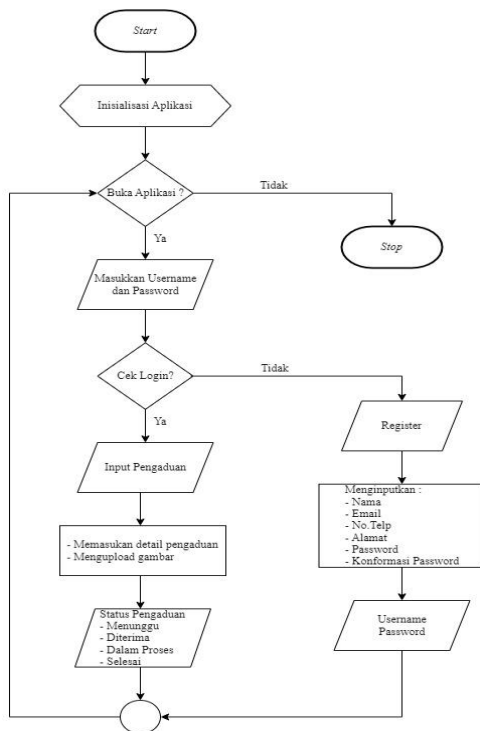 Start
Inisialisasi Aplikasi
Buka Aplikasi ?
Tidak
Stop
Ya
Masukkan Username
dan Password
Cek Login?
Tidak
Ya
Register
Input Pengaduan
Menginputkan :
- Nama
- Email
- No.Telp
- Alamat
- Password
- Konformasi Password
- Memasukan detail pengaduan
- Mengupload gambar
Status Pengaduan
- Menunggu
- Diterima
- Dalam Proses
- Selesai
Username
Password